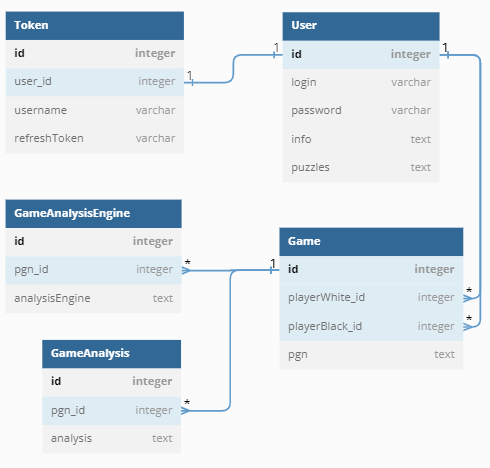 Token
id integer
user_id integer
username varchar
refreshToken varchar
1
1
User
id integer
login varchar
password varchar
info text
puzzles text
1
GameAnalysisEngine
id integer
pgn_id integer
analysisEngine text
*
1
Game
id integer
playerWhite_id integer
playerBlack_id integer
pgn text
*
*
GameAnalysis
id integer
pgn_id integer
analysis text
*